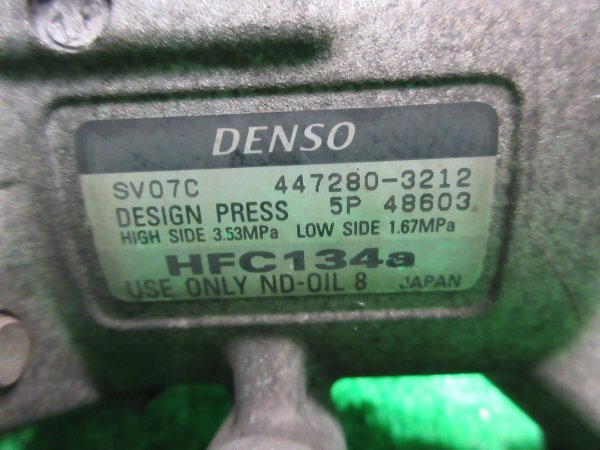 DENSO
SV07C 447280-3212
DESIGN PRESS 5P 48603
HIGH SIDE 3.53MPa LOW SIDE 1.67MPa
HFC134a
USE ONLY ND-OIL 8 JAPAN